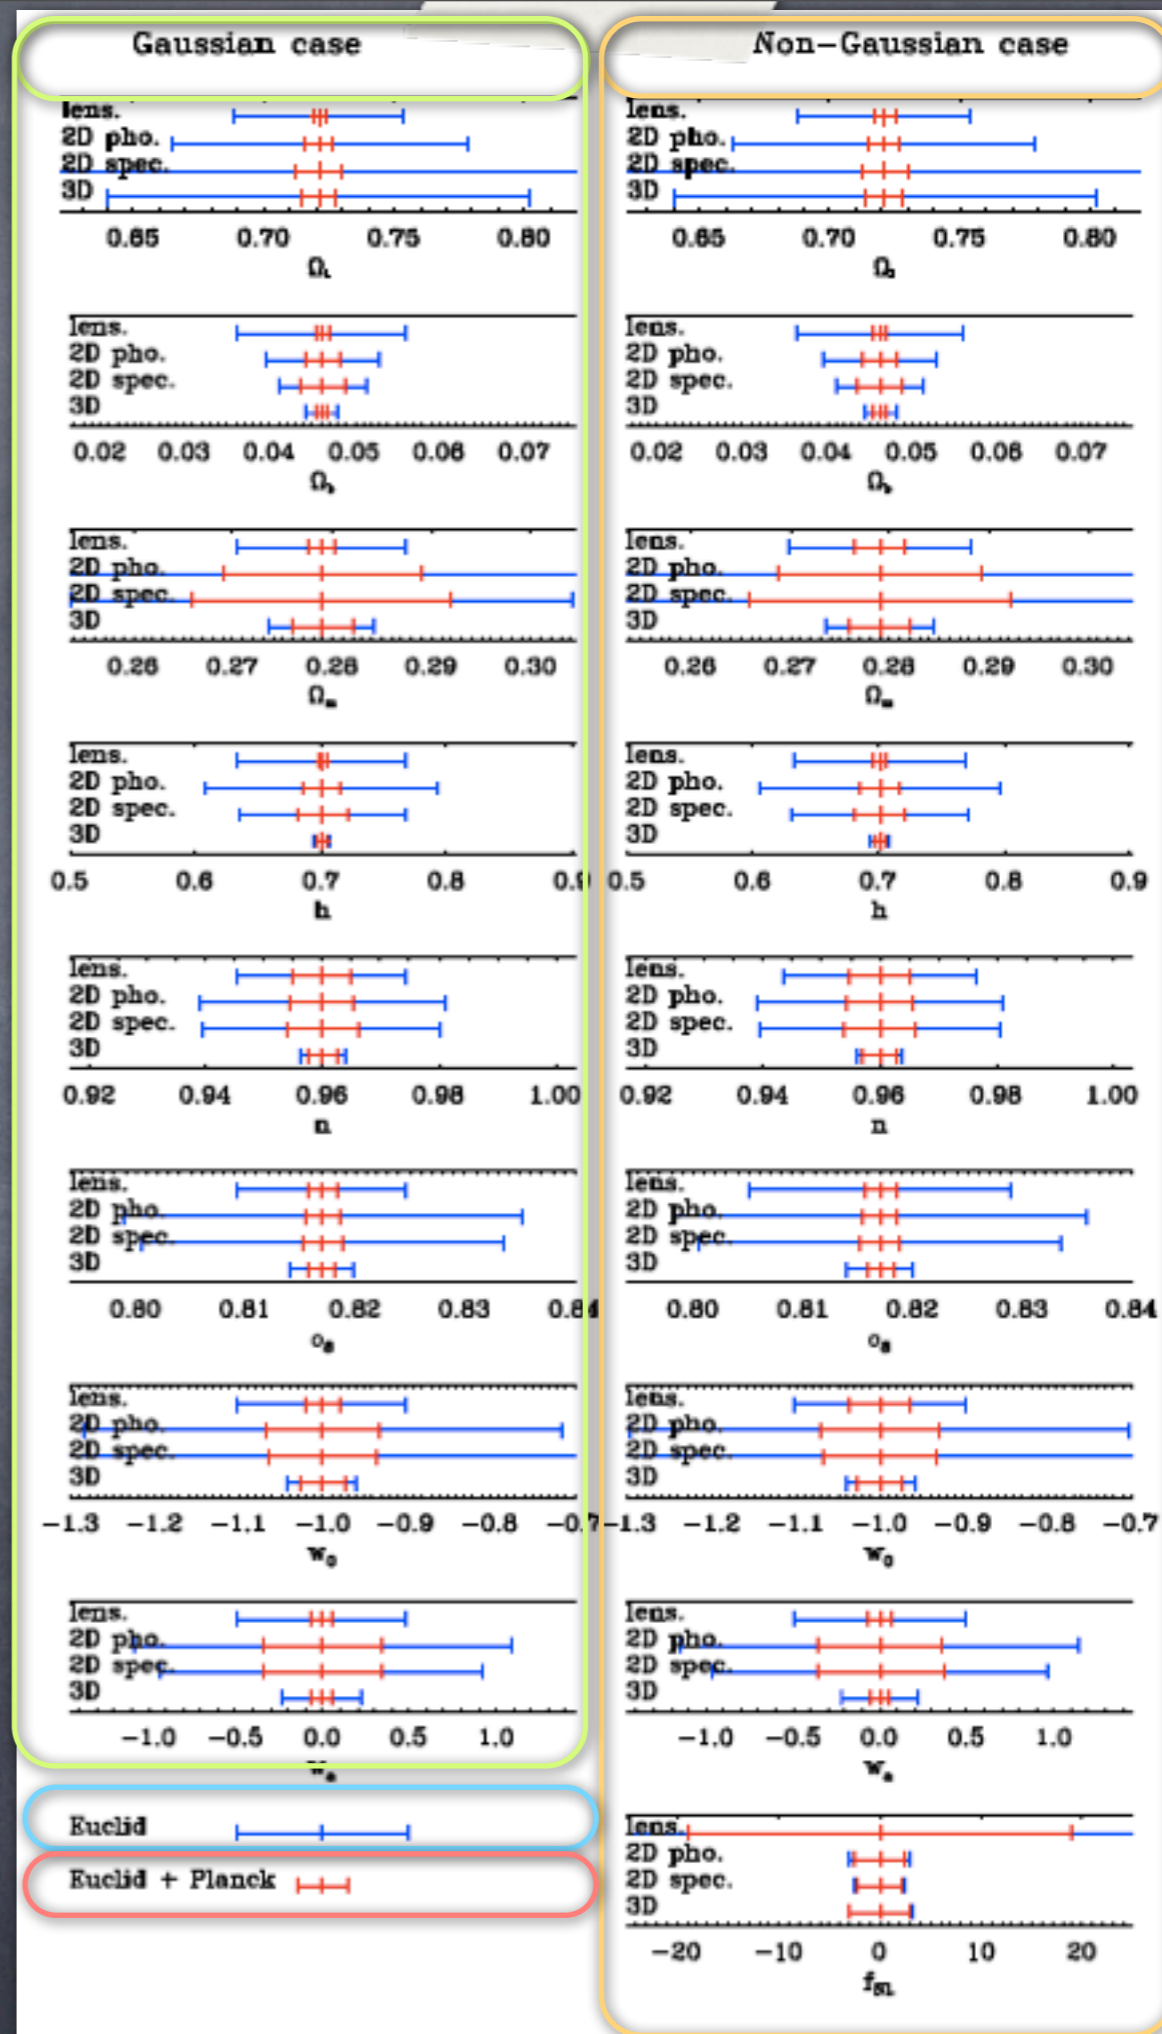 Gaussian case
lens.
2D pho.
2D spec.
3D
0.65 0.70 0.75 0.80
lens.
2D pho.
2D spec.
3D
0.02 0.03 0.04 0.05 0.06 0.07
lens.
2D pho.
2D spec.
3D
0.26 0.27 0.28 0.29 0.30
lens.
2D pho.
2D spec.
3D
0.5 0.6 0.7 0.8 0.9
h
lens.
2D pho.
2D spec.
3D
0.92 0.94 0.96 0.98 1.00
n
lens.
2D pho.
2D spec.
3D
0.80 0.81 0.82 0.83 0.84
σ8
lens.
2D pho.
2D spec.
3D
−1.3 −1.2 −1.1 −1.0 −0.9 −0.8 −0.7
w0
lens.
2D pho.
2D spec.
3D
−1.0 −0.5 0.0 0.5 1.0
wa
Euclid
Euclid + Planck
Non−Gaussian case
lens.
2D pho.
2D spec.
3D
0.65 0.70 0.75 0.80
lens.
2D pho.
2D spec.
3D
0.02 0.03 0.04 0.05 0.06 0.07
lens.
2D pho.
2D spec.
3D
0.26 0.27 0.28 0.29 0.30
lens.
2D pho.
2D spec.
3D
0.5 0.6 0.7 0.8 0.9
h
lens.
2D pho.
2D spec.
3D
0.92 0.94 0.96 0.98 1.00
n
lens.
2D pho.
2D spec.
3D
0.80 0.81 0.82 0.83 0.84
σ8
lens.
2D pho.
2D spec.
3D
−1.3 −1.2 −1.1 −1.0 −0.9 −0.8 −0.7
w0
lens.
2D pho.
2D spec.
3D
−1.0 −0.5 0.0 0.5 1.0
wa
lens.
2D pho.
2D spec.
3D
−20 −10 0 10 20
fNL